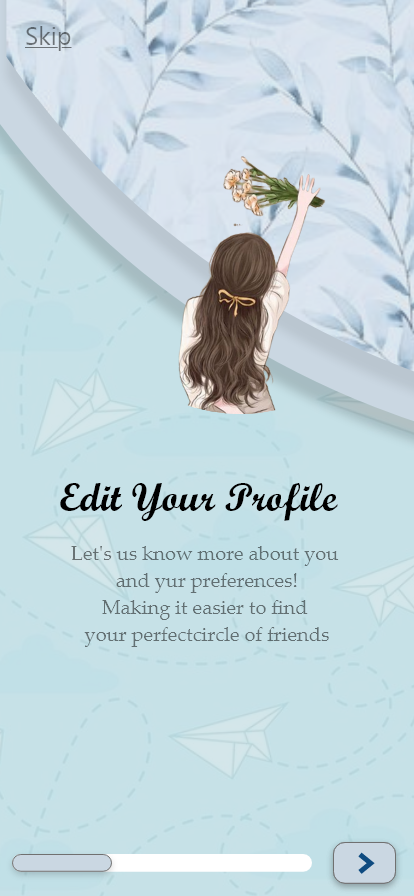 Skip
Edit Your Profile
Let's us know more about you
and yur preferences!
Making it easier to find
your perfectcircle of friends